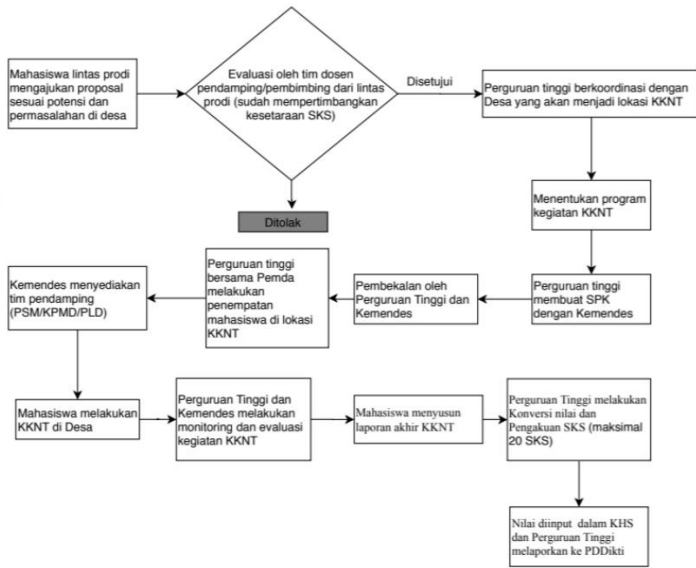 Mahasiswa lintas prodi
mengajukan proposal
sesuai potensi dan
permasalahan di desa
Evaluasi oleh tim dosen
pendamping/pembimbing dari lintas
prodi (sudah mempertimbangkan
kesetaraan SKS)
Disetujui
Perguruan tinggi berkoordinasi dengan
Desa yang akan menjadi lokasi KKNT
Ditolak
Menentukan program
kegiatan KKNT
Perguruan tinggi
membuat SPK
dengan Kemendes
Pembekalan oleh
Perguruan Tinggi dan
Kemendes
Perguruan tinggi
bersama Pemda
melakukan
penempatan
mahasiswa di lokasi
KKNT
Kemendes menyediakan
tim pendamping
(PSM/KPMD/PLD)
Mahasiswa melakukan
KKNT di Desa
Perguruan Tinggi dan
Kemendes melakukan
monitoring dan evaluasi
kegiatan KKNT
Mahasiswa menyusun
laporan akhir KKNT
Perguruan Tinggi melakukan
Konversi nilai dan
Pengakuan SKS (maksimal
20 SKS)
Nilai diinput dalam KHS
dan Perguruan Tinggi
melaporkan ke PDDikti